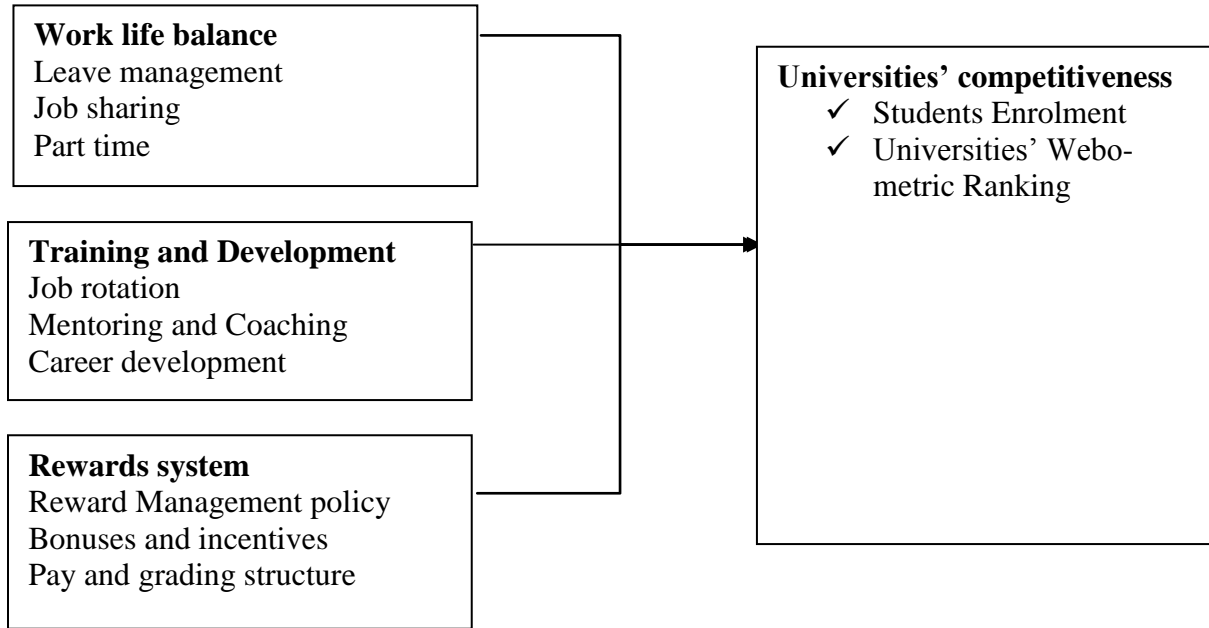 Work life balance
Leave management
Job sharing
Part time
Training and Development
Job rotation
Mentoring and Coaching
Career development
Rewards system
Reward Management policy
Bonuses and incentives
Pay and grading structure
Universities’ competitiveness
✓ Students Enrolment
✓ Universities’ Webo-
metric Ranking